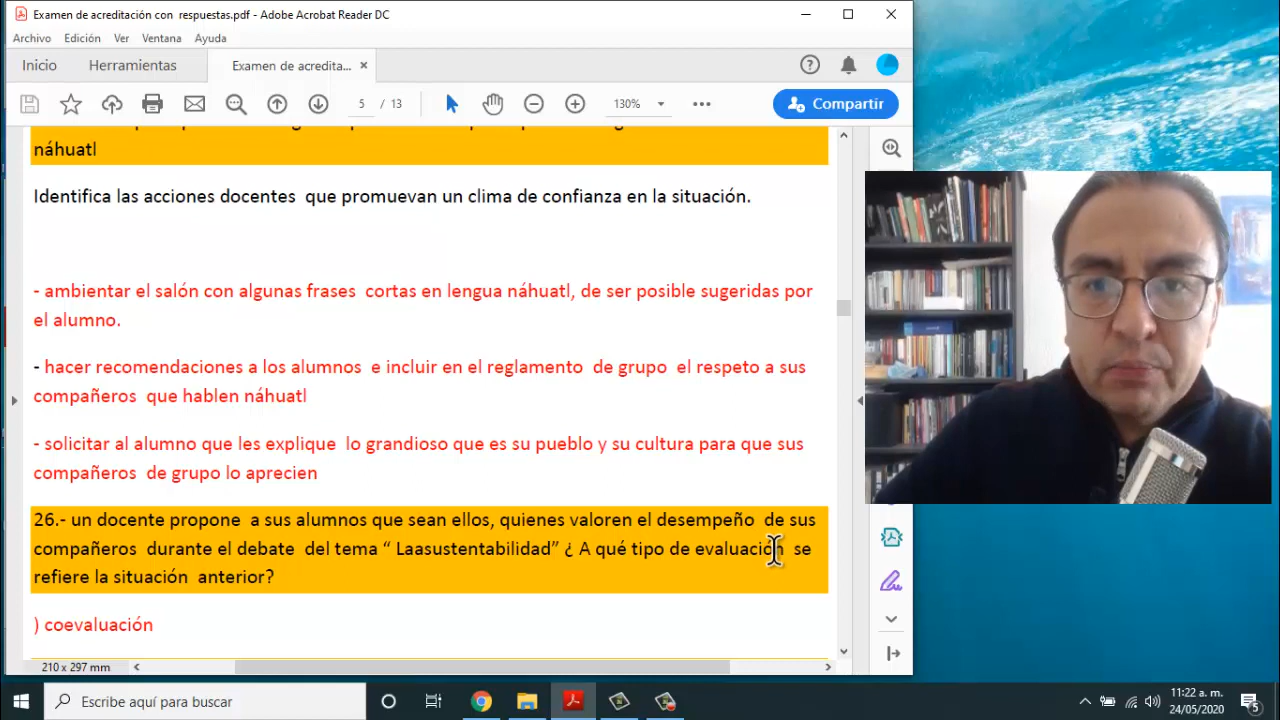 Examen de acreditación con respuestas.pdf - Adobe Acrobat Reader DC
Archivo Edición Ver Ventana Ayuda
Inicio Herramientas Examen de acredita... ×
5 / 13 130% Compartir
náhuatl
Identifica las acciones docentes que promuevan un clima de confianza en la situación.
- ambientar el salón con algunas frases cortas en lengua náhuatl, de ser posible sugeridas por
el alumno.
- hacer recomendaciones a los alumnos e incluir en el reglamento de grupo el respeto a sus
compañeros que hablen náhuatl
- solicitar al alumno que les explique lo grandioso que es su pueblo y su cultura para que sus
compañeros de grupo lo aprecien
26.- un docente propone a sus alumnos que sean ellos, quienes valoren el desempeño de sus
compañeros durante el debate del tema “ Laasustentabilidad” ¿ A qué tipo de evaluación se
refiere la situación anterior?
) coevaluación
210 x 297 mm
Escribe aquí para buscar
11:22 a. m.
24/05/2020
5